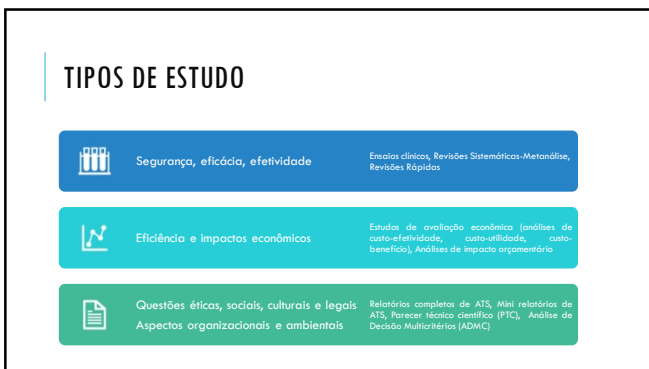 TIPOS DE ESTUDO
Segurança, eficácia, efetividade
Ensaios clínicos, Revisões Sistemáticas-Metanálise,
Revisões Rápidas
Eficiência e impactos econômicos
Estudos de avaliação econômica (análises de
custo-efetividade, custo-utilidade, custo-
benefício), Análises de impacto orçamentário
Questões éticas, sociais, culturais e legais
Aspectos organizacionais e ambientais
Relatórios completos de ATS, Mini relatórios de
ATS, Parecer técnico científico (PTC), Análise de
Decisão Multicritérios (ADMC)